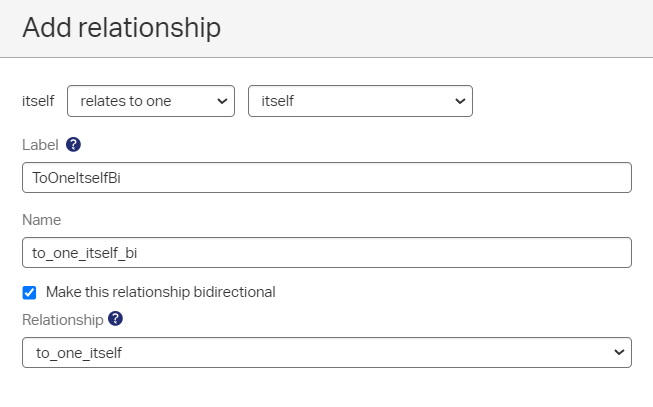 Add relationship
itself relates to one itself
Label ?
ToOneItselfBi
Name
to_one_itself_bi
Make this relationship bidirectional
Relationship ?
to_one_itself